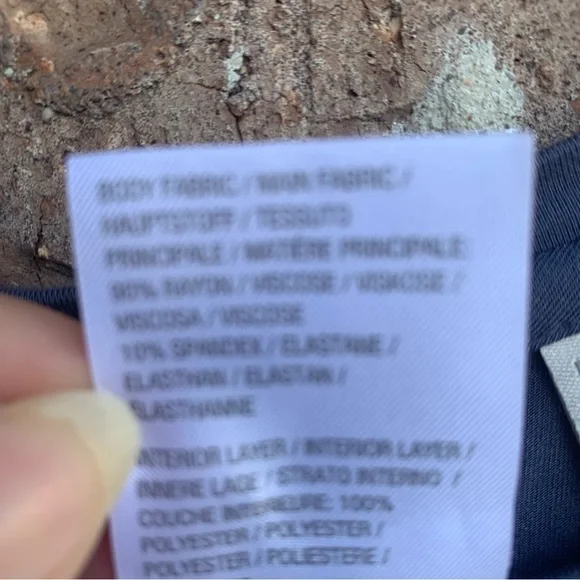 BODY FABRIC / MAIN FABRIC /
HAUPTSTOFF / TESSUTO
PRINCIPALE / MATIÈRE PRINCIPALE:
90% RAYON / VISCOSE / VISKOSE /
VISCOSA / VISCOSE
10% SPANDEX / ELASTANE /
ELASTHAN / ELASTAN /
ELASTHANNE
INTERIOR LAYER / INTERIOR LAYER /
INNERE LAGE / STRATO INTERNO /
COUCHE INTERIEURE: 100%
POLYESTER / POLYESTER /
POLYESTER / POLIESTERE /